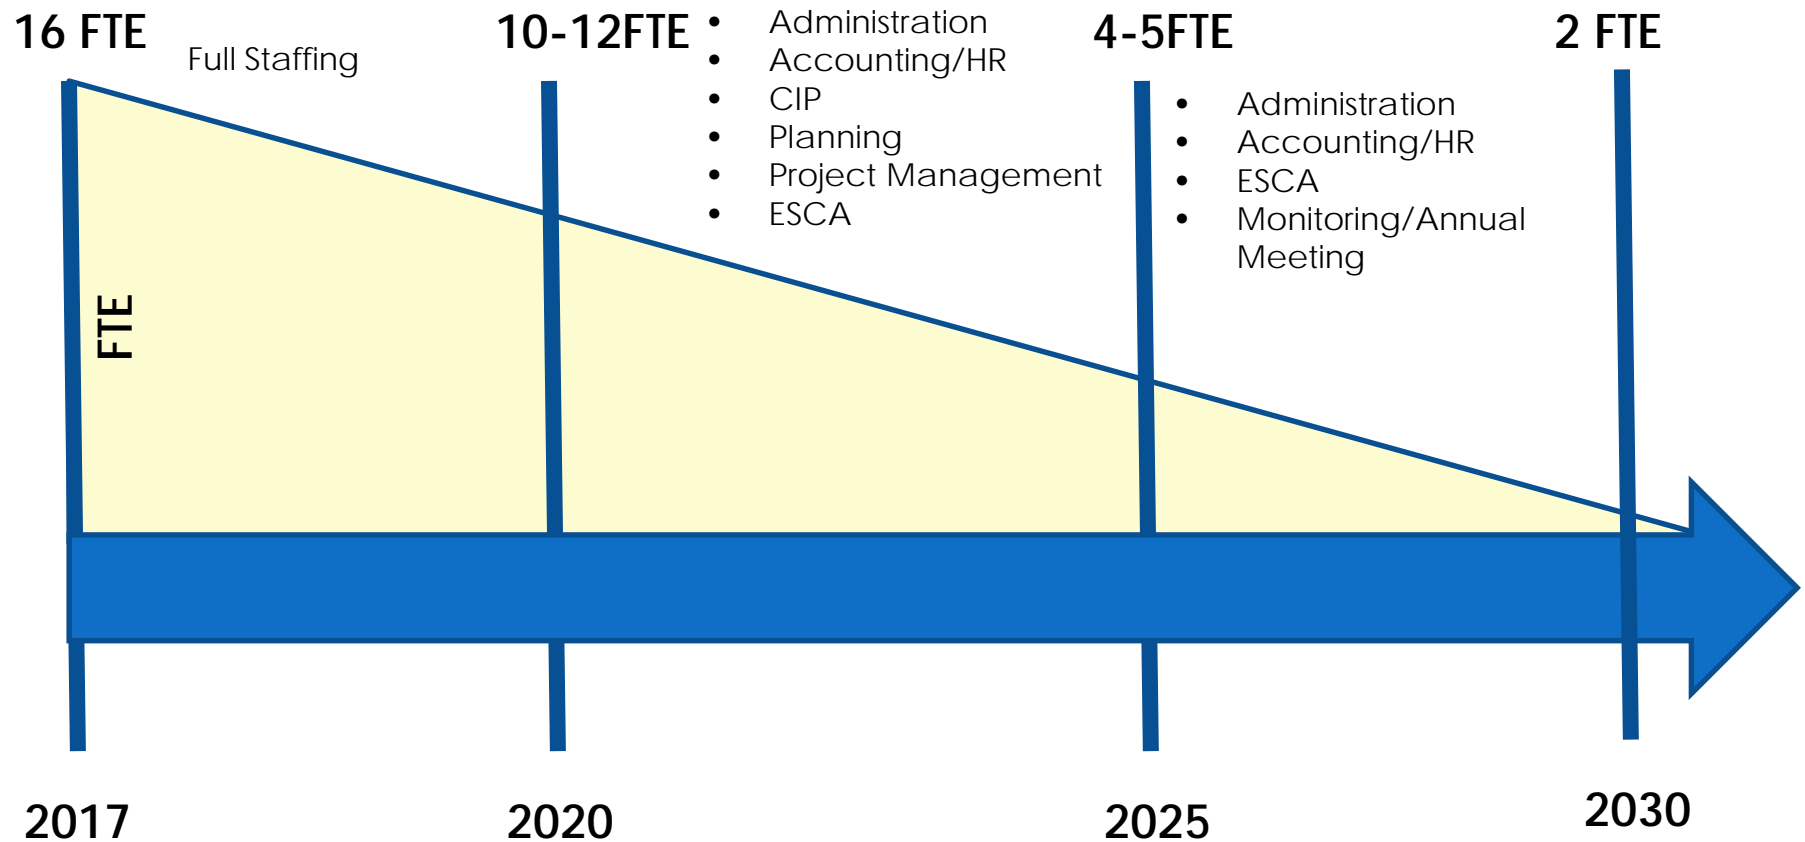 16 FTE
Full Staffing
10-12FTE
• Administration
• Accounting/HR
• CIP
• Planning
• Project Management
• ESCA
4-5FTE
• Administration
• Accounting/HR
• ESCA
• Monitoring/Annual
Meeting
2 FTE
FTE
2017
2020
2025
2030